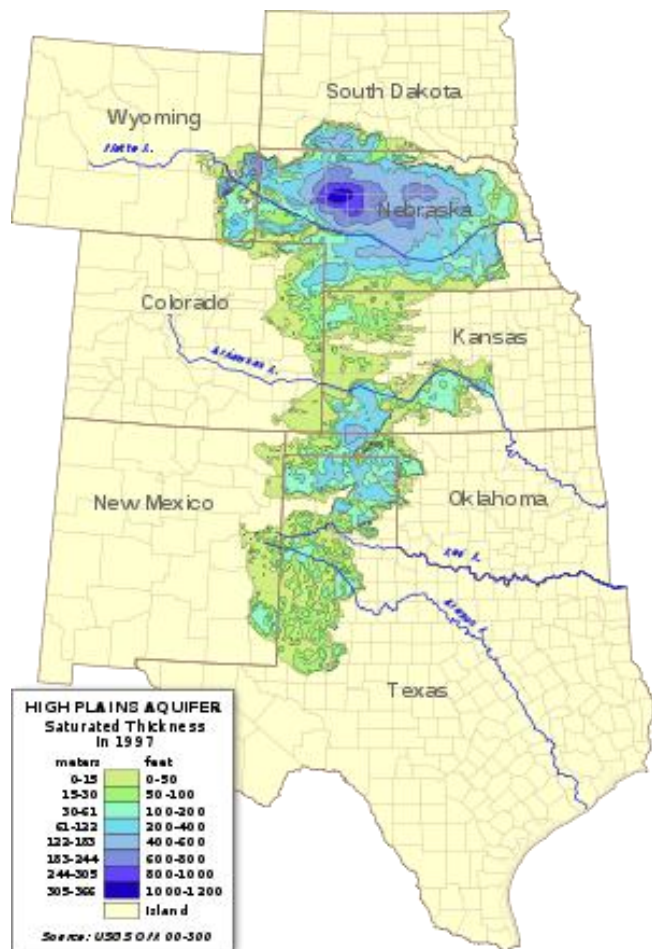 South Dakota
Wyoming
Platte R.
Nebraska
Colorado
Kansas
Arkansas R.
New Mexico
Oklahoma
Red R.
Brazos R.
Texas
HIGH PLAINS AQUIFER
Saturated Thickness
In 1997
meters feet
0-15 0-50
15-30 50-100
30-61 100-200
61-122 200-400
122-183 400-600
183-244 600-800
244-305 800-1000
305-366 1000-1200
Island
Source: USGS OFR 00-300